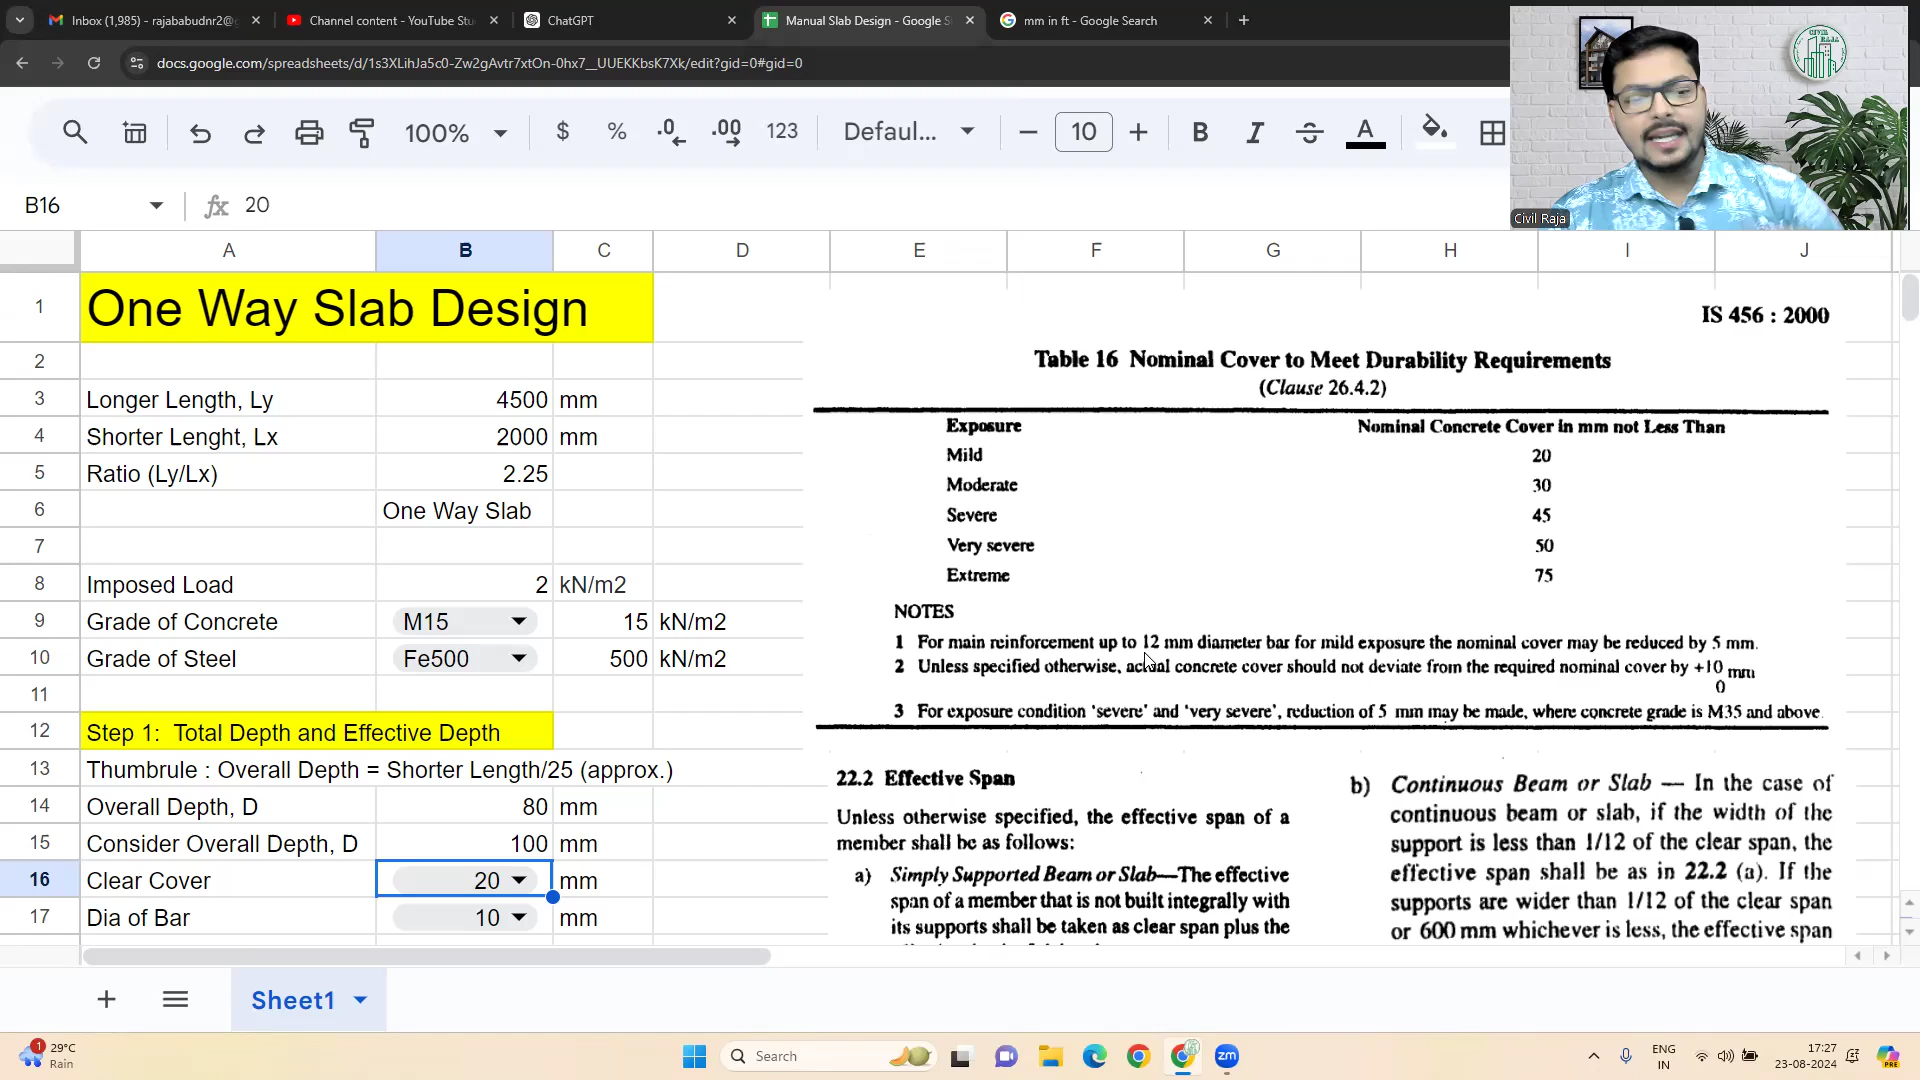 Inbox (1,985) - rajababudnr2@
Channel content - YouTube Stu
ChatGPT
Manual Slab Design - Google S
mm in ft - Google Search
docs.google.com/spreadsheets/d/1s3XLihJa5c0-Zw2gAvtr7xtOn-0hx7__UUEKKbsK7Xk/edit?gid=0#gid=0
100% $ % .0 .00 123 Defaul... 10 B I A
CIVIL RAJA
Civil Raja
B16 fx 20
A B C D E F G H I J
1 One Way Slab Design
2
3 Longer Length, Ly 4500 mm
4 Shorter Lenght, Lx 2000 mm
5 Ratio (Ly/Lx) 2.25
6 One Way Slab
7
8 Imposed Load 2 kN/m2
9 Grade of Concrete M15 15 kN/m2
10 Grade of Steel Fe500 500 kN/m2
11
12 Step 1: Total Depth and Effective Depth
13 Thumbrule : Overall Depth = Shorter Length/25 (approx.)
14 Overall Depth, D 80 mm
15 Consider Overall Depth, D 100 mm
16 Clear Cover 20 mm
17 Dia of Bar 10 mm
IS 456 : 2000
Table 16 Nominal Cover to Meet Durability Requirements
(Clause 26.4.2)
Exposure Nominal Concrete Cover in mm not Less Than
Mild 20
Moderate 30
Severe 45
Very severe 50
Extreme 75
NOTES
1 For main reinforcement up to 12 mm diameter bar for mild exposure the nominal cover may be reduced by 5 mm.
2 Unless specified otherwise, actual concrete cover should not deviate from the required nominal cover by +10 mm
0
3 For exposure condition 'severe' and 'very severe', reduction of 5 mm may be made, where concrete grade is M35 and above.
22.2 Effective Span
Unless otherwise specified, the effective span of a
member shall be as follows:
a) Simply Supported Beam or Slab—The effective
span of a member that is not built integrally with
its supports shall be taken as clear span plus the
b) Continuous Beam or Slab — In the case of
continuous beam or slab, if the width of the
support is less than 1/12 of the clear span, the
effective span shall be as in 22.2 (a). If the
supports are wider than 1/12 of the clear span
or 600 mm whichever is less, the effective span
Sheet1
1 29°C
Rain
Search
zm
ENG
IN
17:27
23-08-2024
PRE